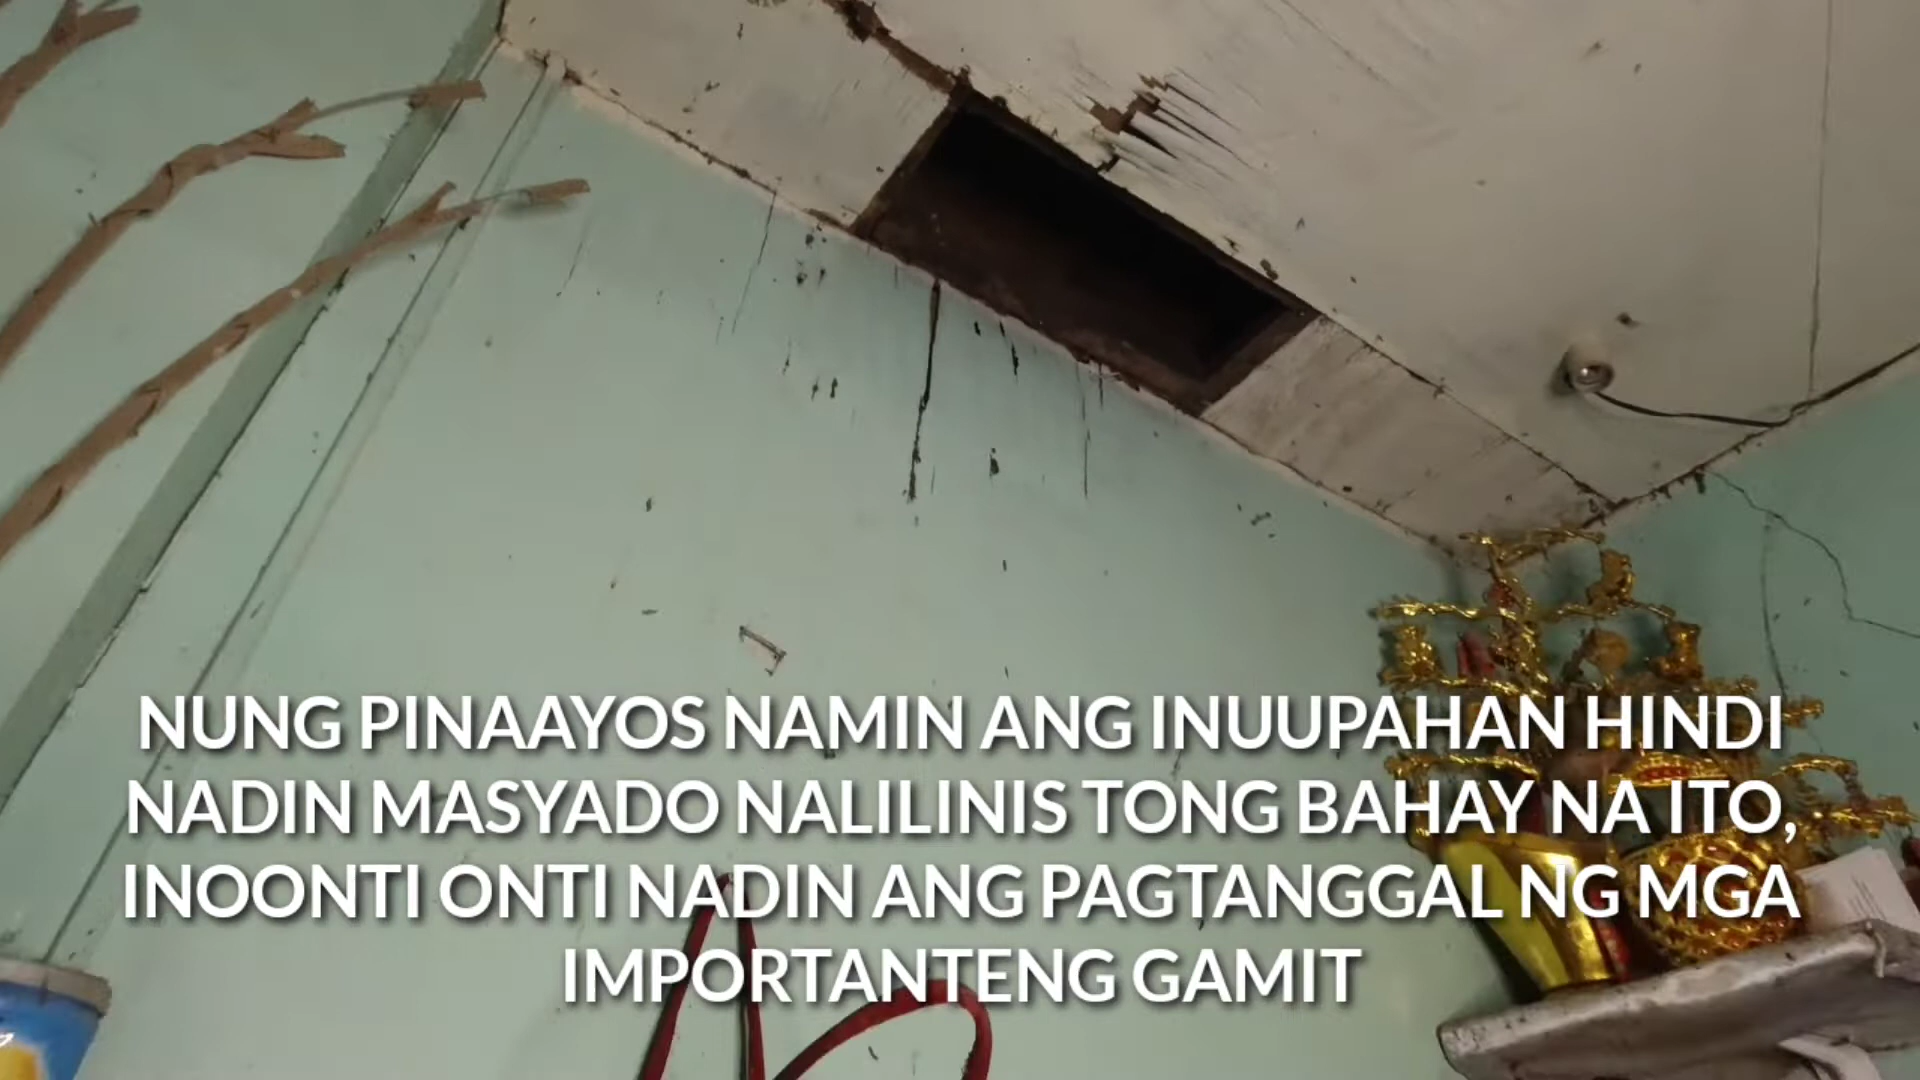 NUNG PINAAYOS NAMIN ANG INUUPAHAN HINDI
NADIN MASYADO NALILINIS TONG BAHAY NA ITO,
INOONTI ONTI NADIN ANG PAGTANGGAL NG MGA
IMPORTANTENG GAMIT